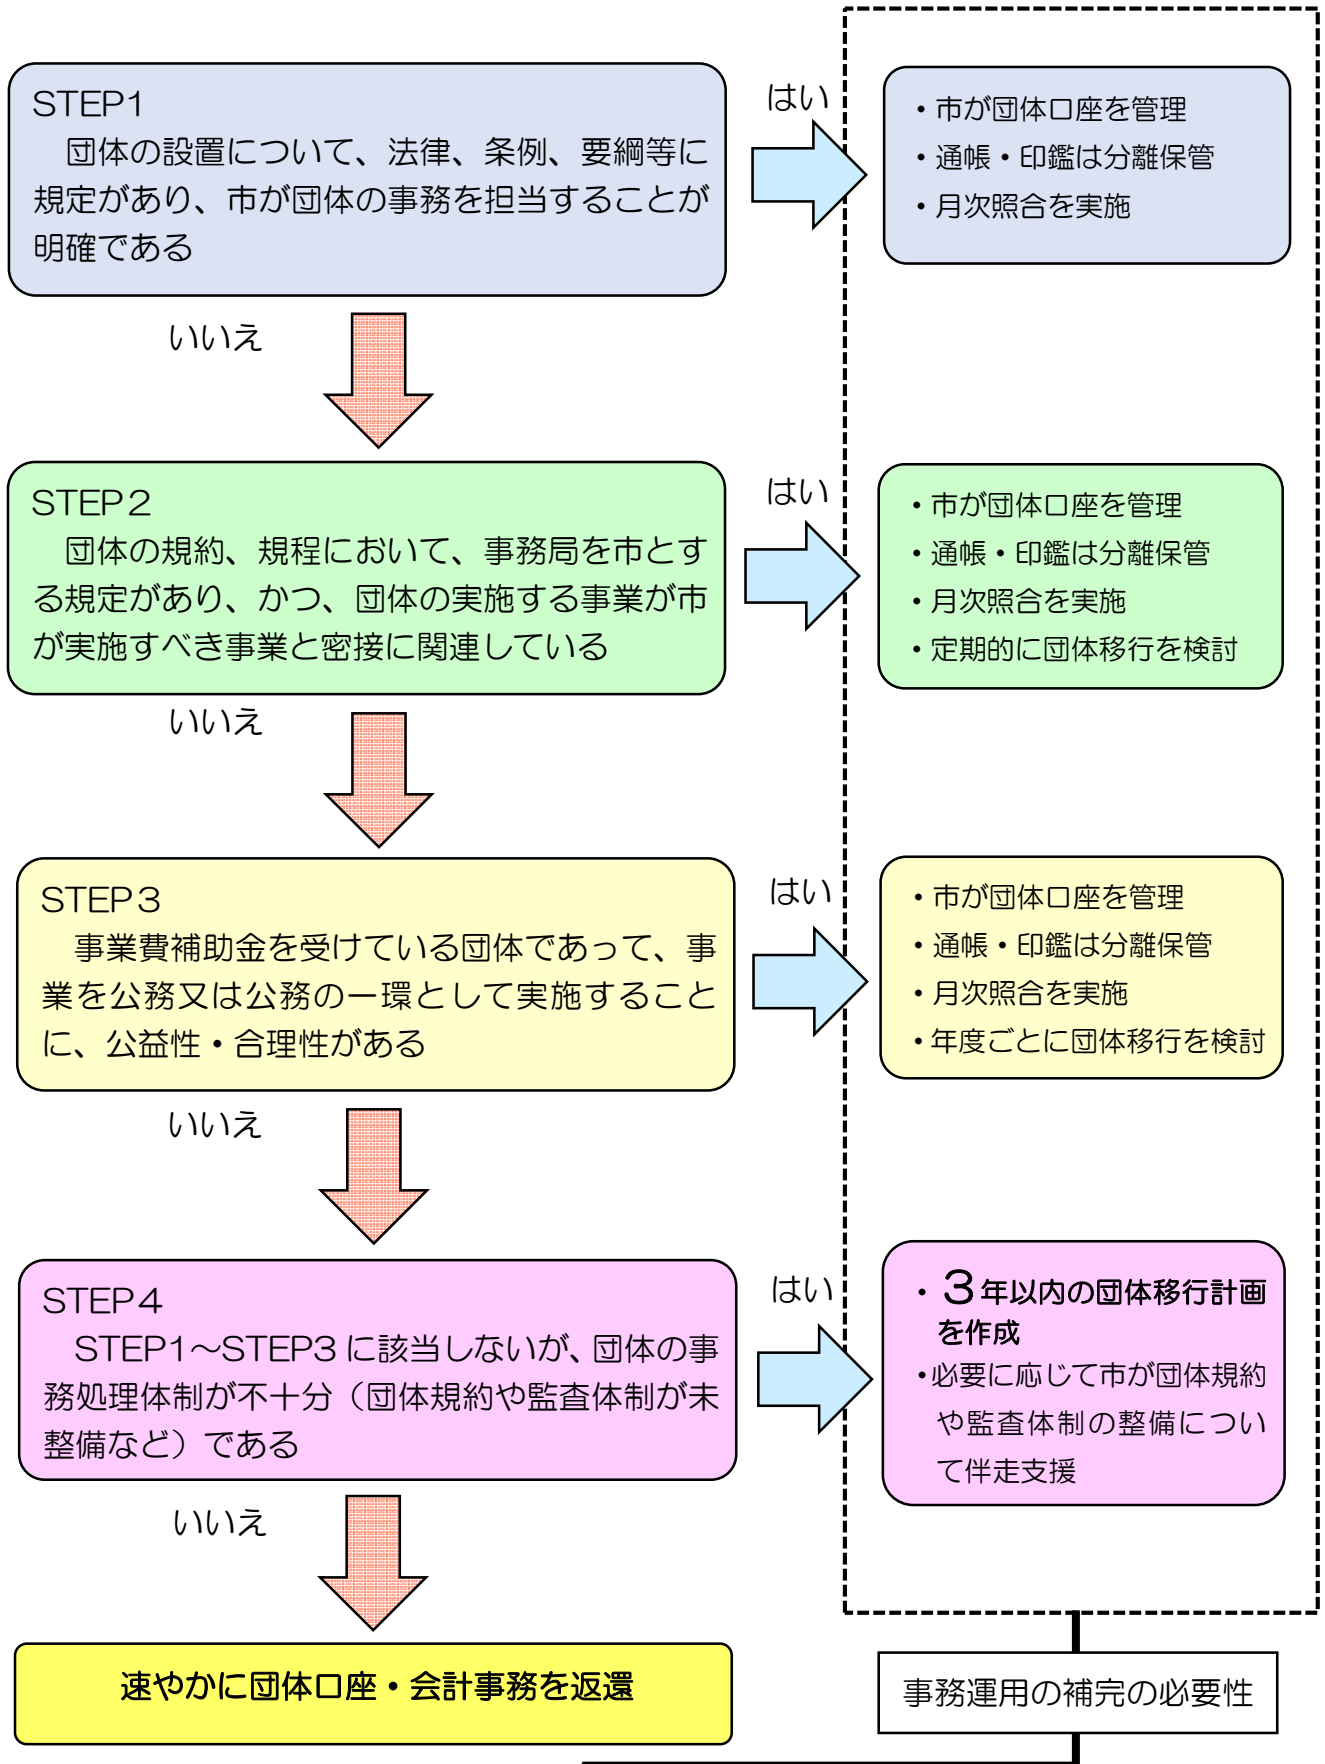 STEP1
団体の設置について、法律、条例、要綱等に
規定があり、市が団体の事務を担当することが
明確である
はい
・市が団体口座を管理
・通帳・印鑑は分離保管
・月次照合を実施
いいえ
STEP２
団体の規約、規程において、事務局を市とす
る規定があり、かつ、団体の実施する事業が市
が実施すべき事業と密接に関連している
はい
・市が団体口座を管理
・通帳・印鑑は分離保管
・月次照合を実施
・定期的に団体移行を検討
いいえ
STEP３
事業費補助金を受けている団体であって、事
業を公務又は公務の一環として実施すること
に、公益性・合理性がある
はい
・市が団体口座を管理
・通帳・印鑑は分離保管
・月次照合を実施
・年度ごとに団体移行を検討
いいえ
STEP4
STEP1～STEP3 に該当しないが、団体の事
務処理体制が不十分（団体規約や監査体制が未
整備など）である
はい
・３年以内の団体移行計画
を作成
・必要に応じて市が団体規約
や監査体制の整備につい
て伴走支援
いいえ
速やかに団体口座・会計事務を返還
事務運用の補完の必要性